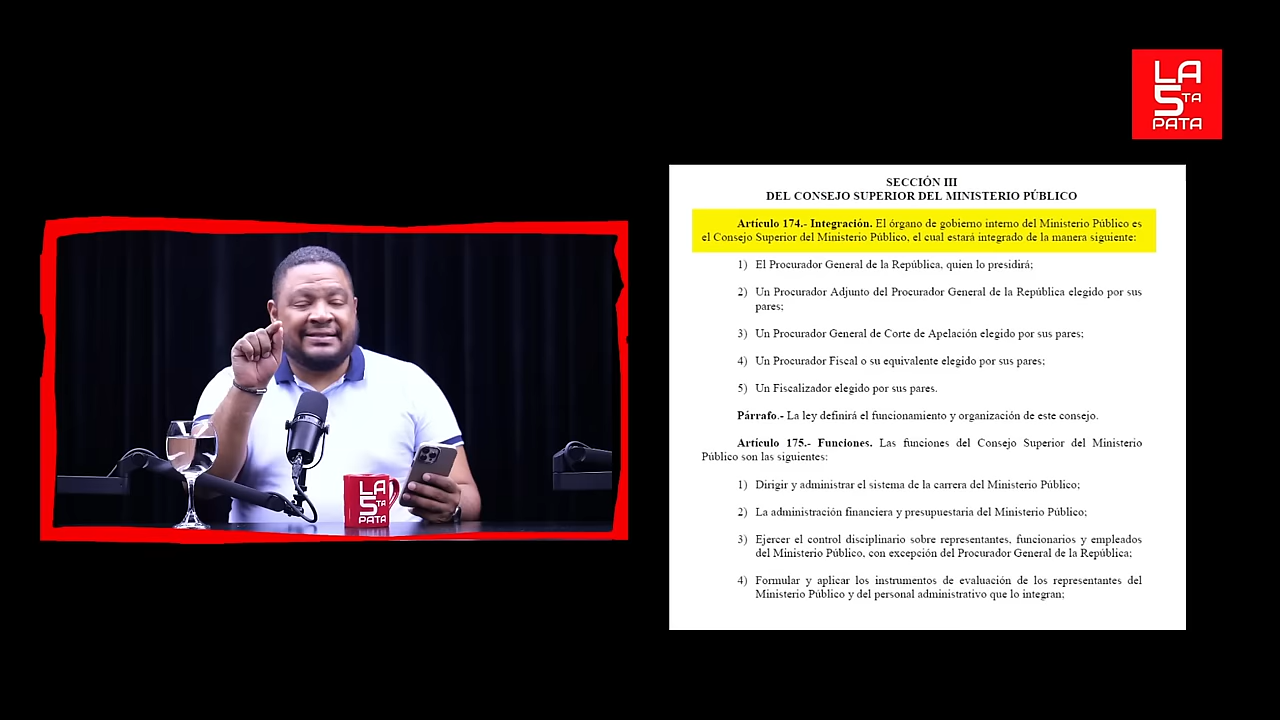 LA
5TA
PATA
SECCIÓN III
DEL CONSEJO SUPERIOR DEL MINISTERIO PÚBLICO
Artículo 174.- Integración. El órgano de gobierno interno del Ministerio Público es
el Consejo Superior del Ministerio Público, el cual estará integrado de la manera siguiente:
1) El Procurador General de la República, quien lo presidirá;
2) Un Procurador Adjunto del Procurador General de la República elegido por sus
pares;
3) Un Procurador General de Corte de Apelación elegido por sus pares;
4) Un Procurador Fiscal o su equivalente elegido por sus pares;
5) Un Fiscalizador elegido por sus pares.
Párrafo.- La ley definirá el funcionamiento y organización de este consejo.
Artículo 175.- Funciones. Las funciones del Consejo Superior del Ministerio
Público son las siguientes:
1) Dirigir y administrar el sistema de la carrera del Ministerio Público;
2) La administración financiera y presupuestaria del Ministerio Público;
3) Ejercer el control disciplinario sobre representantes, funcionarios y empleados
del Ministerio Público, con excepción del Procurador General de la República;
4) Formular y aplicar los instrumentos de evaluación de los representantes del
Ministerio Público y del personal administrativo que lo integran;
LA
5TA
PATA